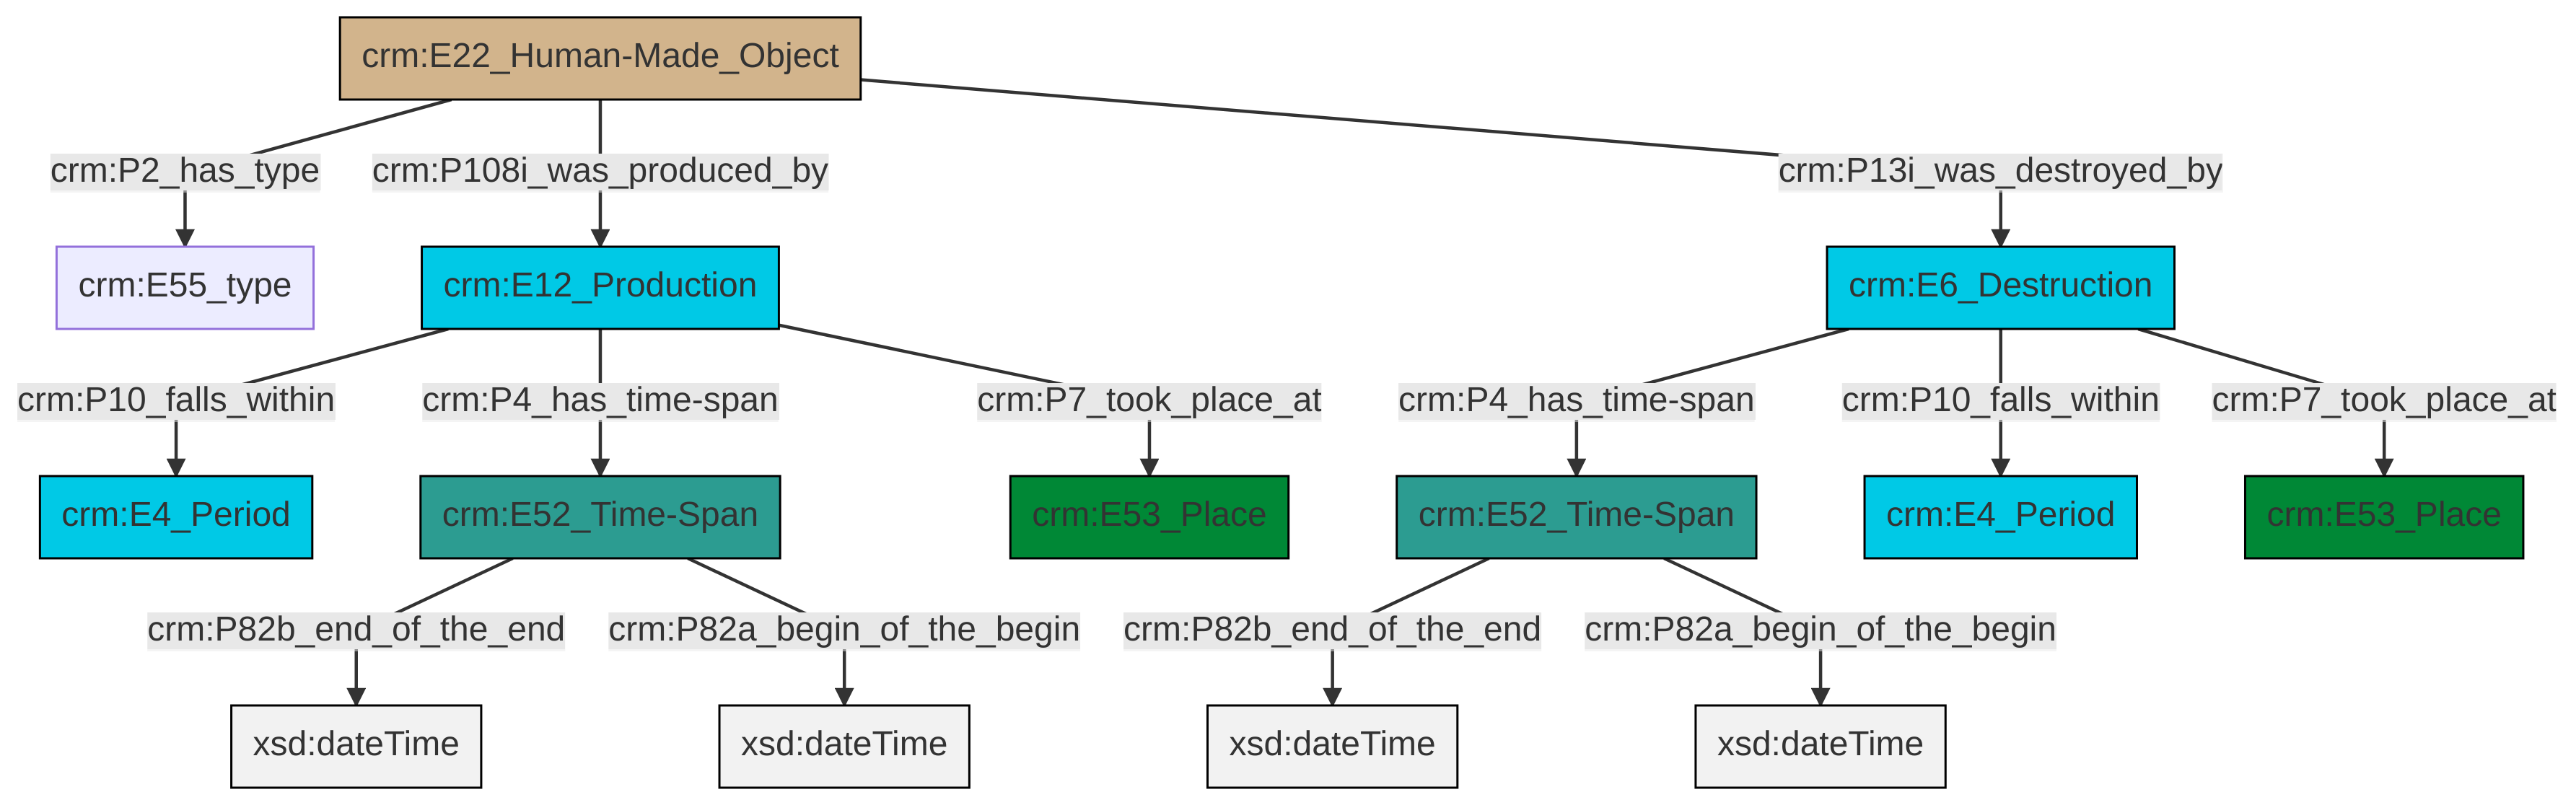 crm:E22_Human-Made_Object
crm:P2_has_type
crm:P108i_was_produced_by
crm:P13i_was_destroyed_by
crm:E55_type
crm:E12_Production
crm:E6_Destruction
crm:P10_falls_within
crm:P4_has_time-span
crm:P7_took_place_at
crm:P4_has_time-span
crm:P10_falls_within
crm:P7_took_place_at
crm:E4_Period
crm:E52_Time-Span
crm:E53_Place
crm:E52_Time-Span
crm:E4_Period
crm:E53_Place
crm:P82b_end_of_the_end
crm:P82a_begin_of_the_begin
crm:P82b_end_of_the_end
crm:P82a_begin_of_the_begin
xsd:dateTime
xsd:dateTime
xsd:dateTime
xsd:dateTime